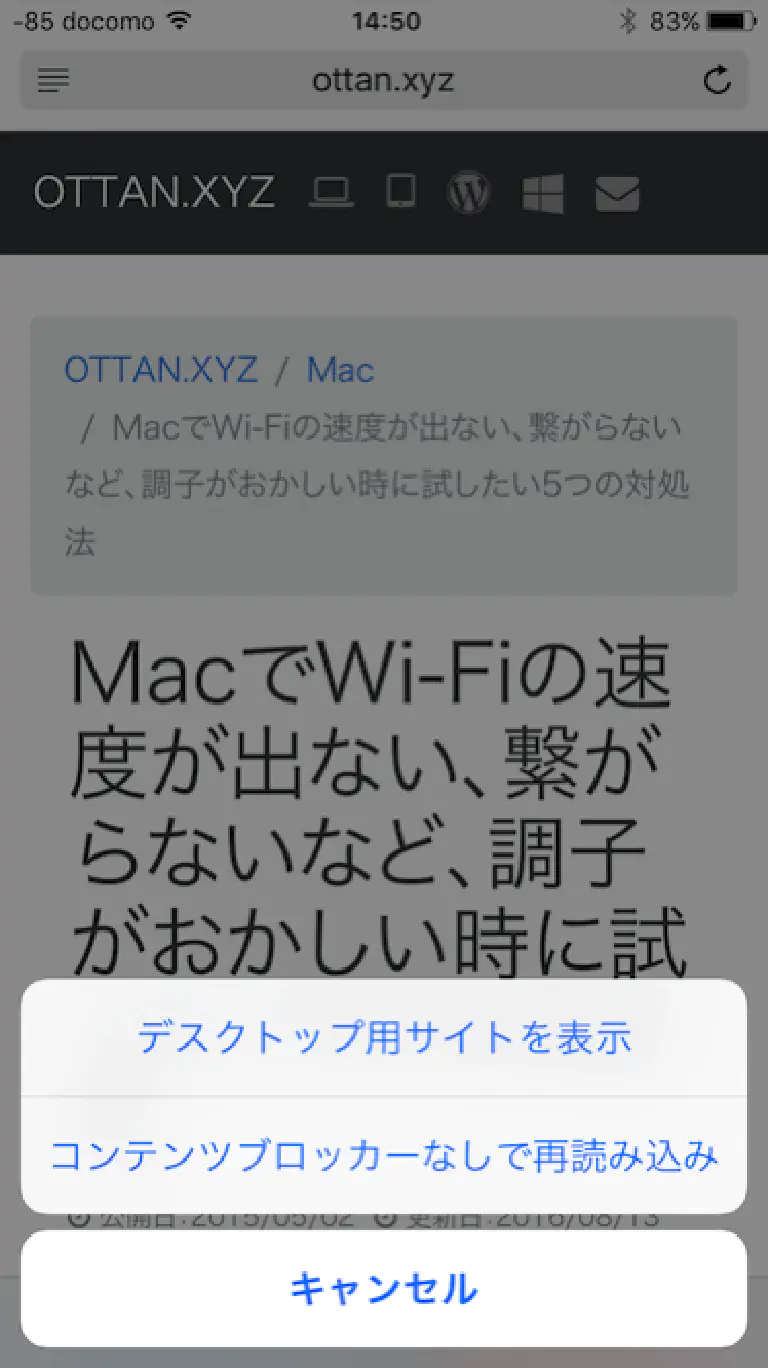 -85 docomo 14:50 83%
ottan.xyz
OTTAN.XYZ
OTTAN.XYZ / Mac
/ MacでWi-Fiの速度が出ない、繋がらない
など、調子がおかしい時に試したい5つの対処
法
MacでWi-Fiの速
度が出ない、繋が
らないなど、調子
がおかしい時に試
デスクトップ用サイトを表示
コンテンツブロッカーなしで再読み込み
公開日:2015/05/02 更新日:2016/08/13
キャンセル